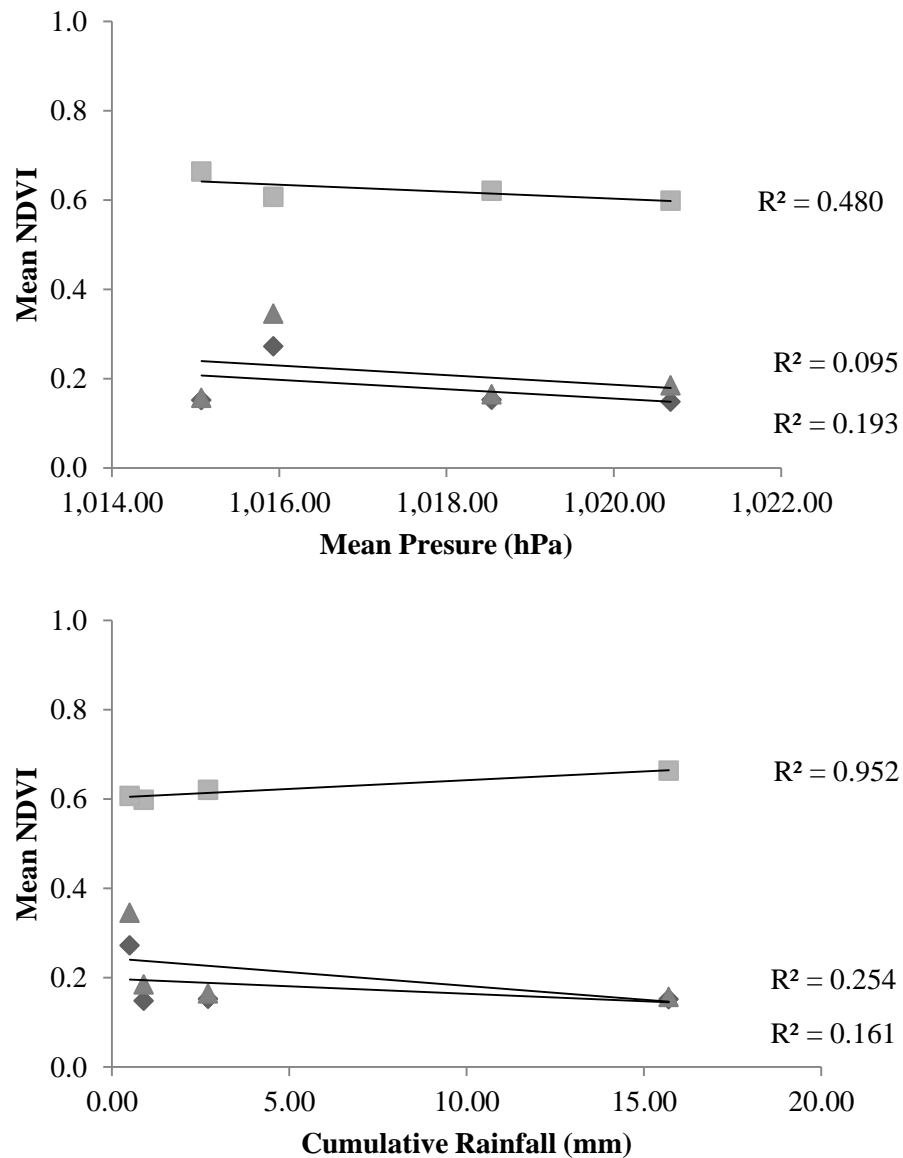 1.0
0.8
0.6
0.4
0.2
0.0
Mean NDVI
R² = 0.480
R² = 0.095
R² = 0.193
1,014.00 1,016.00 1,018.00 1,020.00 1,022.00
Mean Presure (hPa)
1.0
0.8
0.6
0.4
0.2
0.0
Mean NDVI
R² = 0.952
R² = 0.254
R² = 0.161
0.00 5.00 10.00 15.00 20.00
Cumulative Rainfall (mm)